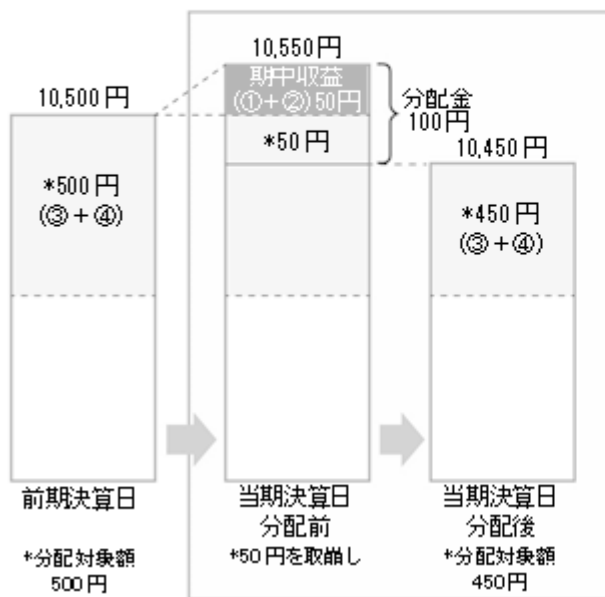 10,550円
期中収益
(①+②)50円
分配金
100円
10,500円
*50円
10,450円
*500円
(③+④)
*450円
(③+④)
前期決算日
当期決算日
分配前
当期決算日
分配後
*分配対象額
500円
*50円を取崩し
*分配対象額
450円